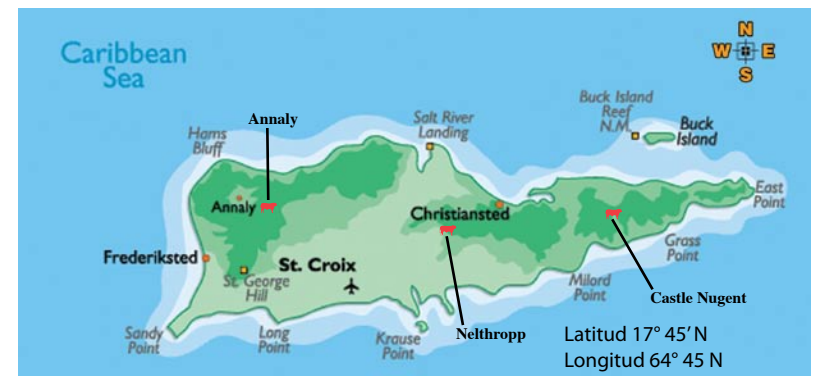 Caribbean
Sea
N
W E
S
Annaly
Hams
Bluff
Salt River
Landing
Buck Island
Reef
N.M.
Buck
Island
Annaly
Christiansted
East
Point
Frederiksted
St. George
Hill
St. Croix
Grass
Point
Milord
Point
Castle Nugent
Sandy
Point
Long
Point
Krause
Point
Nelthropp
Latitud 17° 45′ N
Longitud 64° 45 N